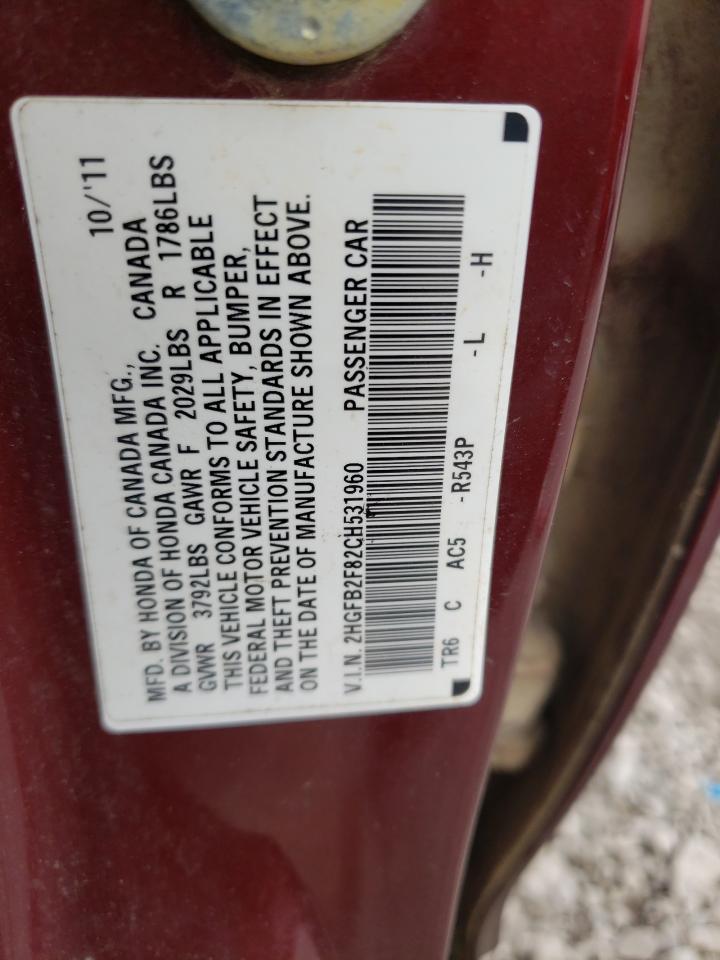 MFD. BY HONDA OF CANADA MFG., 10/'11
A DIVISION OF HONDA CANADA INC. CANADA
GVWR 3792LBS GAWR F 2029LBS R 1786LBS
THIS VEHICLE CONFORMS TO ALL APPLICABLE
FEDERAL MOTOR VEHICLE SAFETY, BUMPER,
AND THEFT PREVENTION STANDARDS IN EFFECT
ON THE DATE OF MANUFACTURE SHOWN ABOVE.
V.I.N. 2HGFB2F82CH531960 PASSENGER CAR
TR6 C AC5 -R543P -L -H